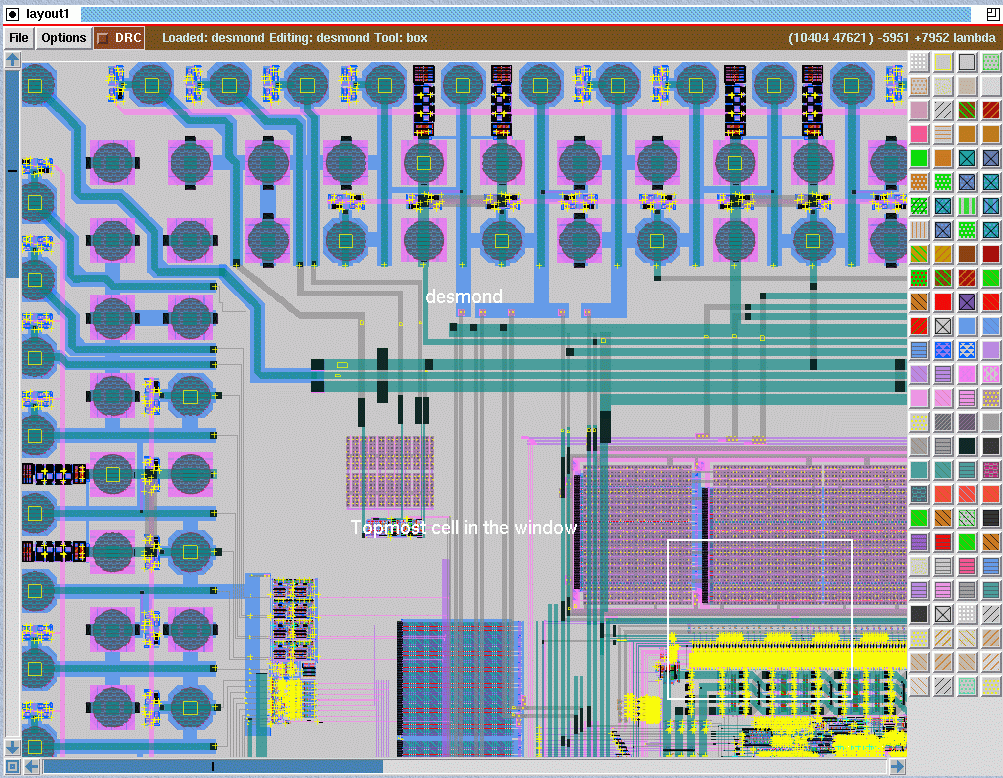 layout1
File Options DRC Loaded: desmond Editing: desmond Tool: box (10404 47621) -5951 +7952 lambda
desmond
Topmost cell in the window